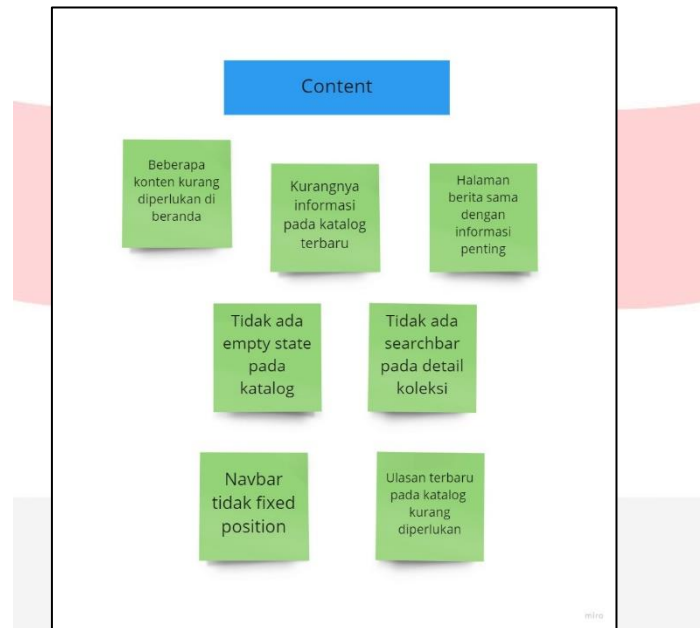 Content
Beberapa
konten kurang
diperlukan di
beranda
Kurangnya
informasi
pada katalog
terbaru
Halaman
berita sama
dengan
informasi
penting
Tidak ada
empty state
pada
katalog
Tidak ada
searchbar
pada detail
koleksi
Navbar
tidak fixed
position
Ulasan terbaru
pada katalog
kurang
diperlukan
miro